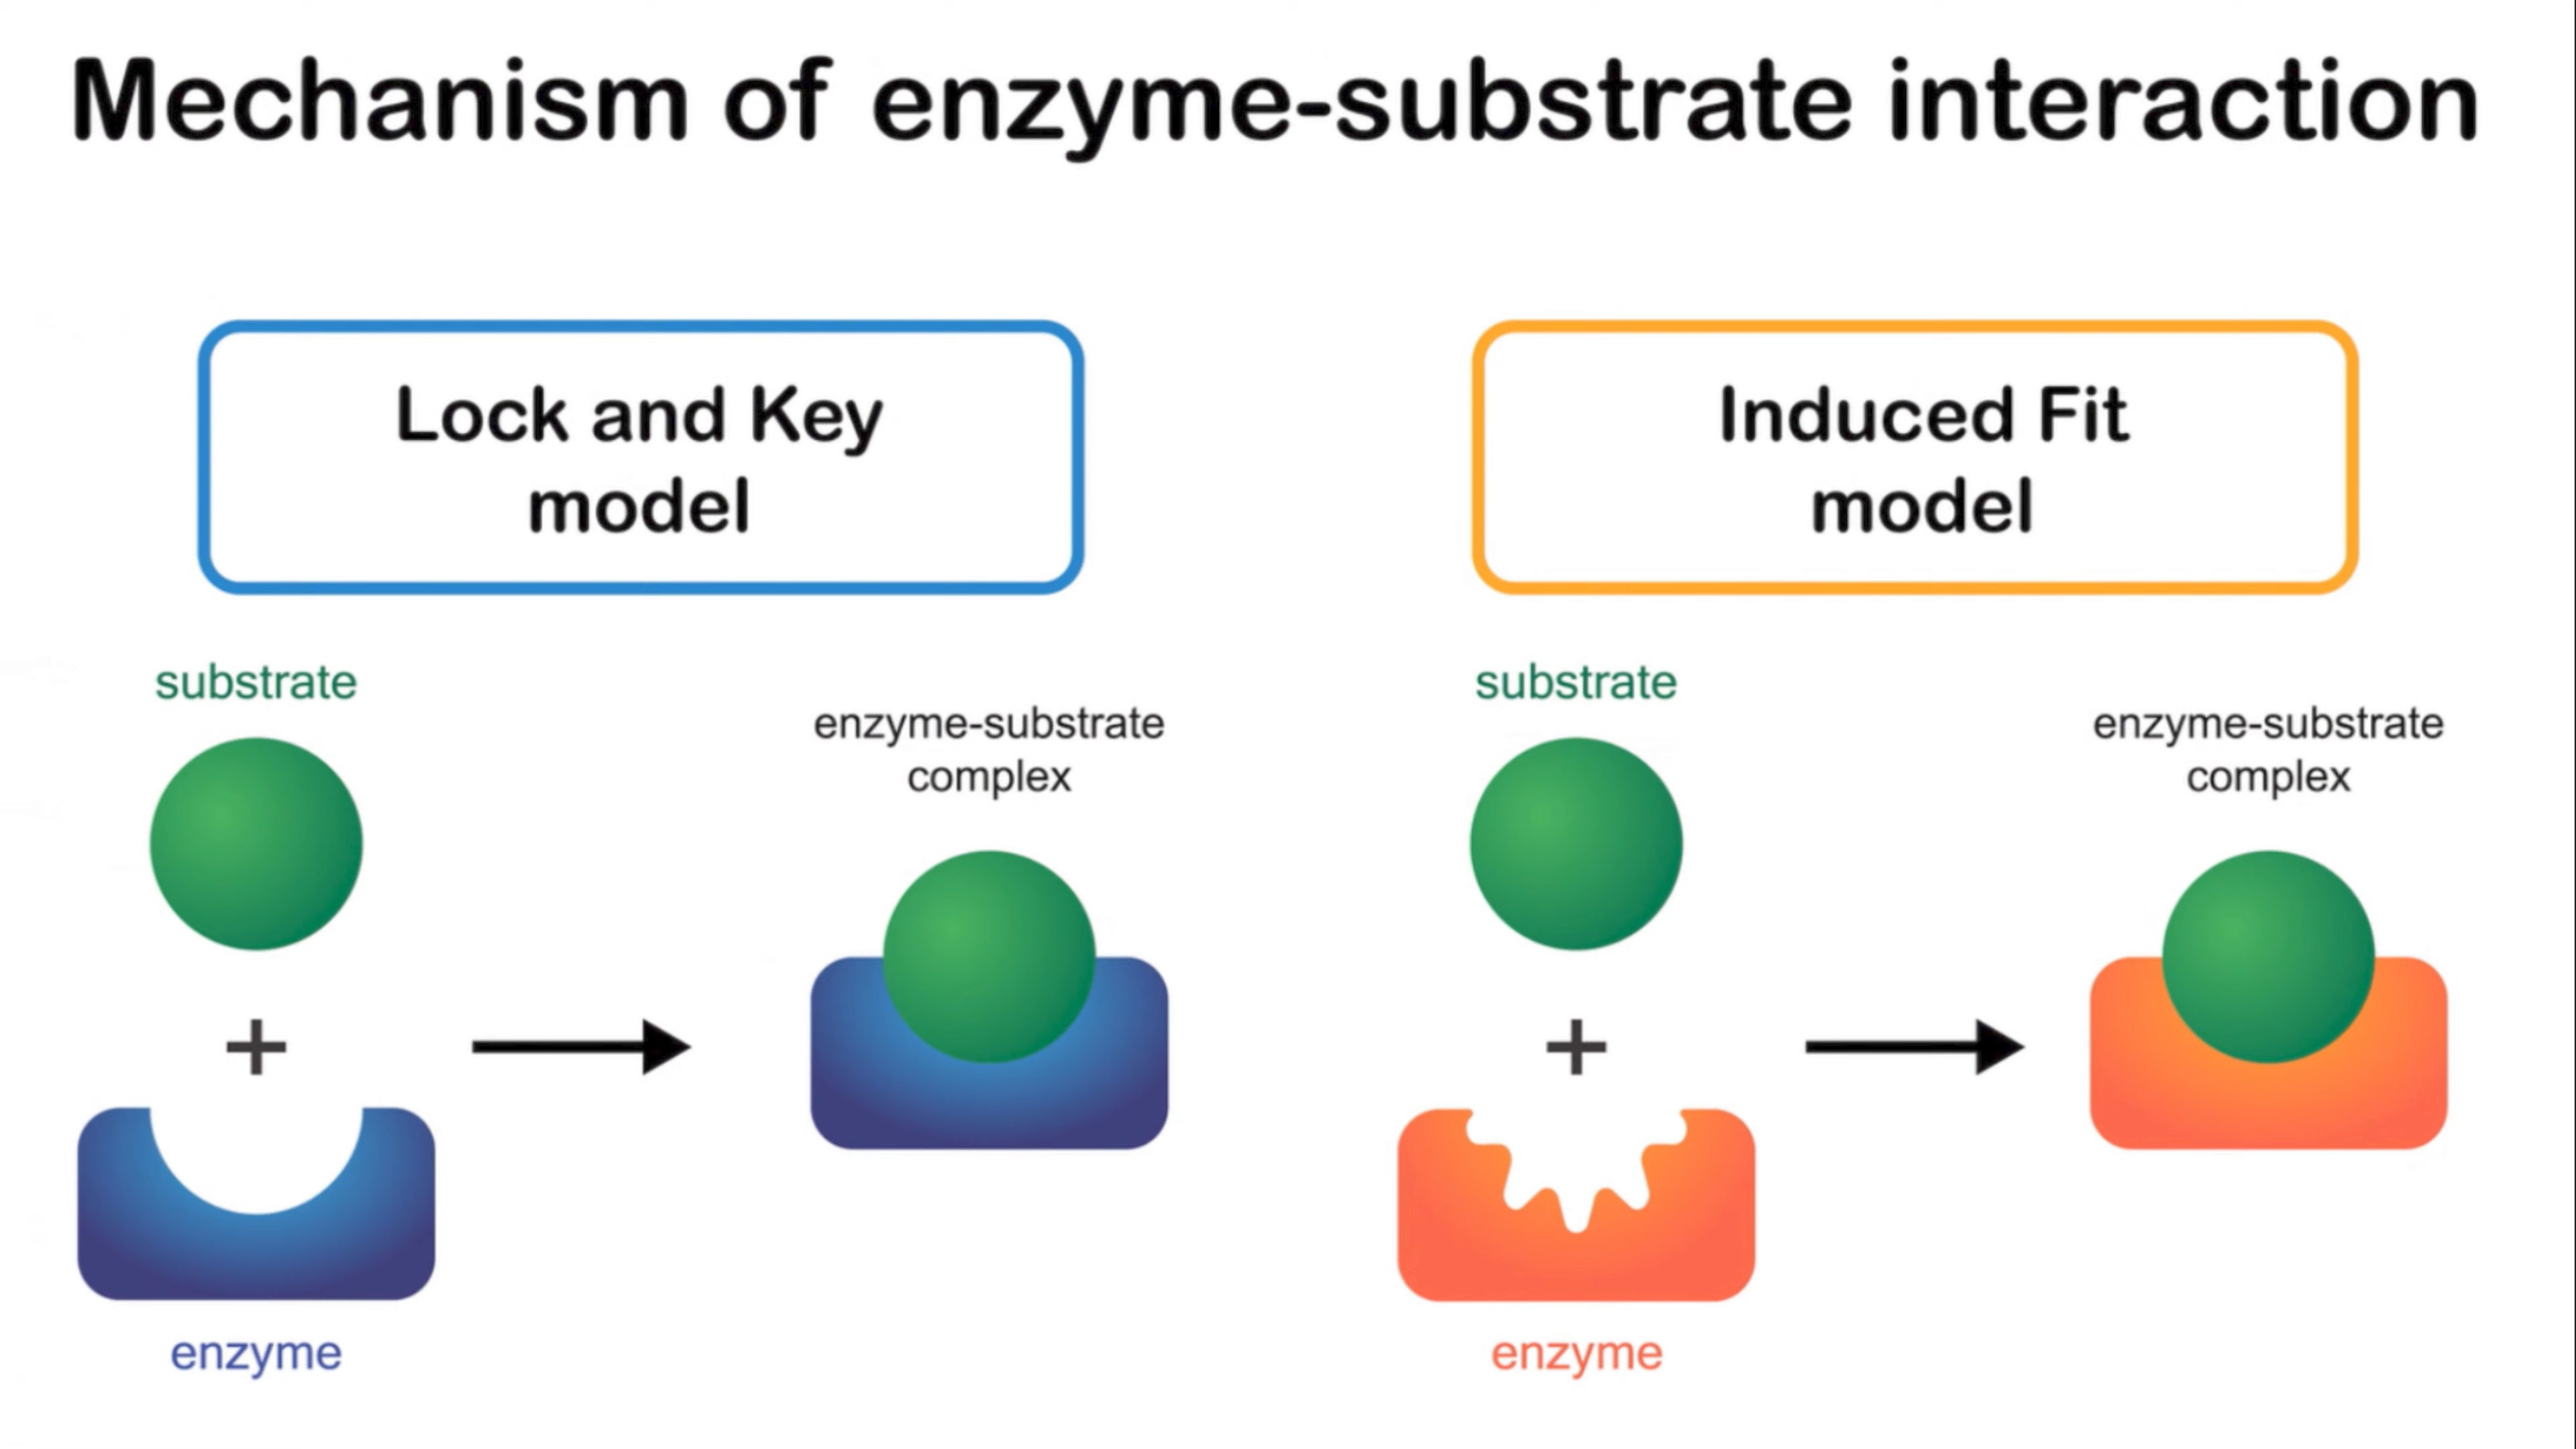 Mechanism of enzyme-substrate interaction
Lock and Key
model
substrate
enzyme-substrate
complex
+
enzyme
Induced Fit
model
substrate
enzyme-substrate
complex
+
enzyme